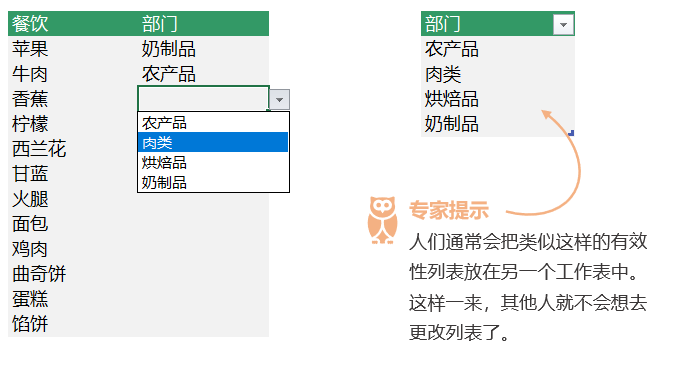 餐饮 部门
苹果 奶制品
牛肉 农产品
香蕉
柠檬
西兰花
甘蓝
火腿
面包
鸡肉
曲奇饼
蛋糕
馅饼
农产品
肉类
烘焙品
奶制品
部门
农产品
肉类
烘焙品
奶制品
专家提示
人们通常会把类似这样的有效
性列表放在另一个工作表中。
这样一来，其他人就不会想去
更改列表了。